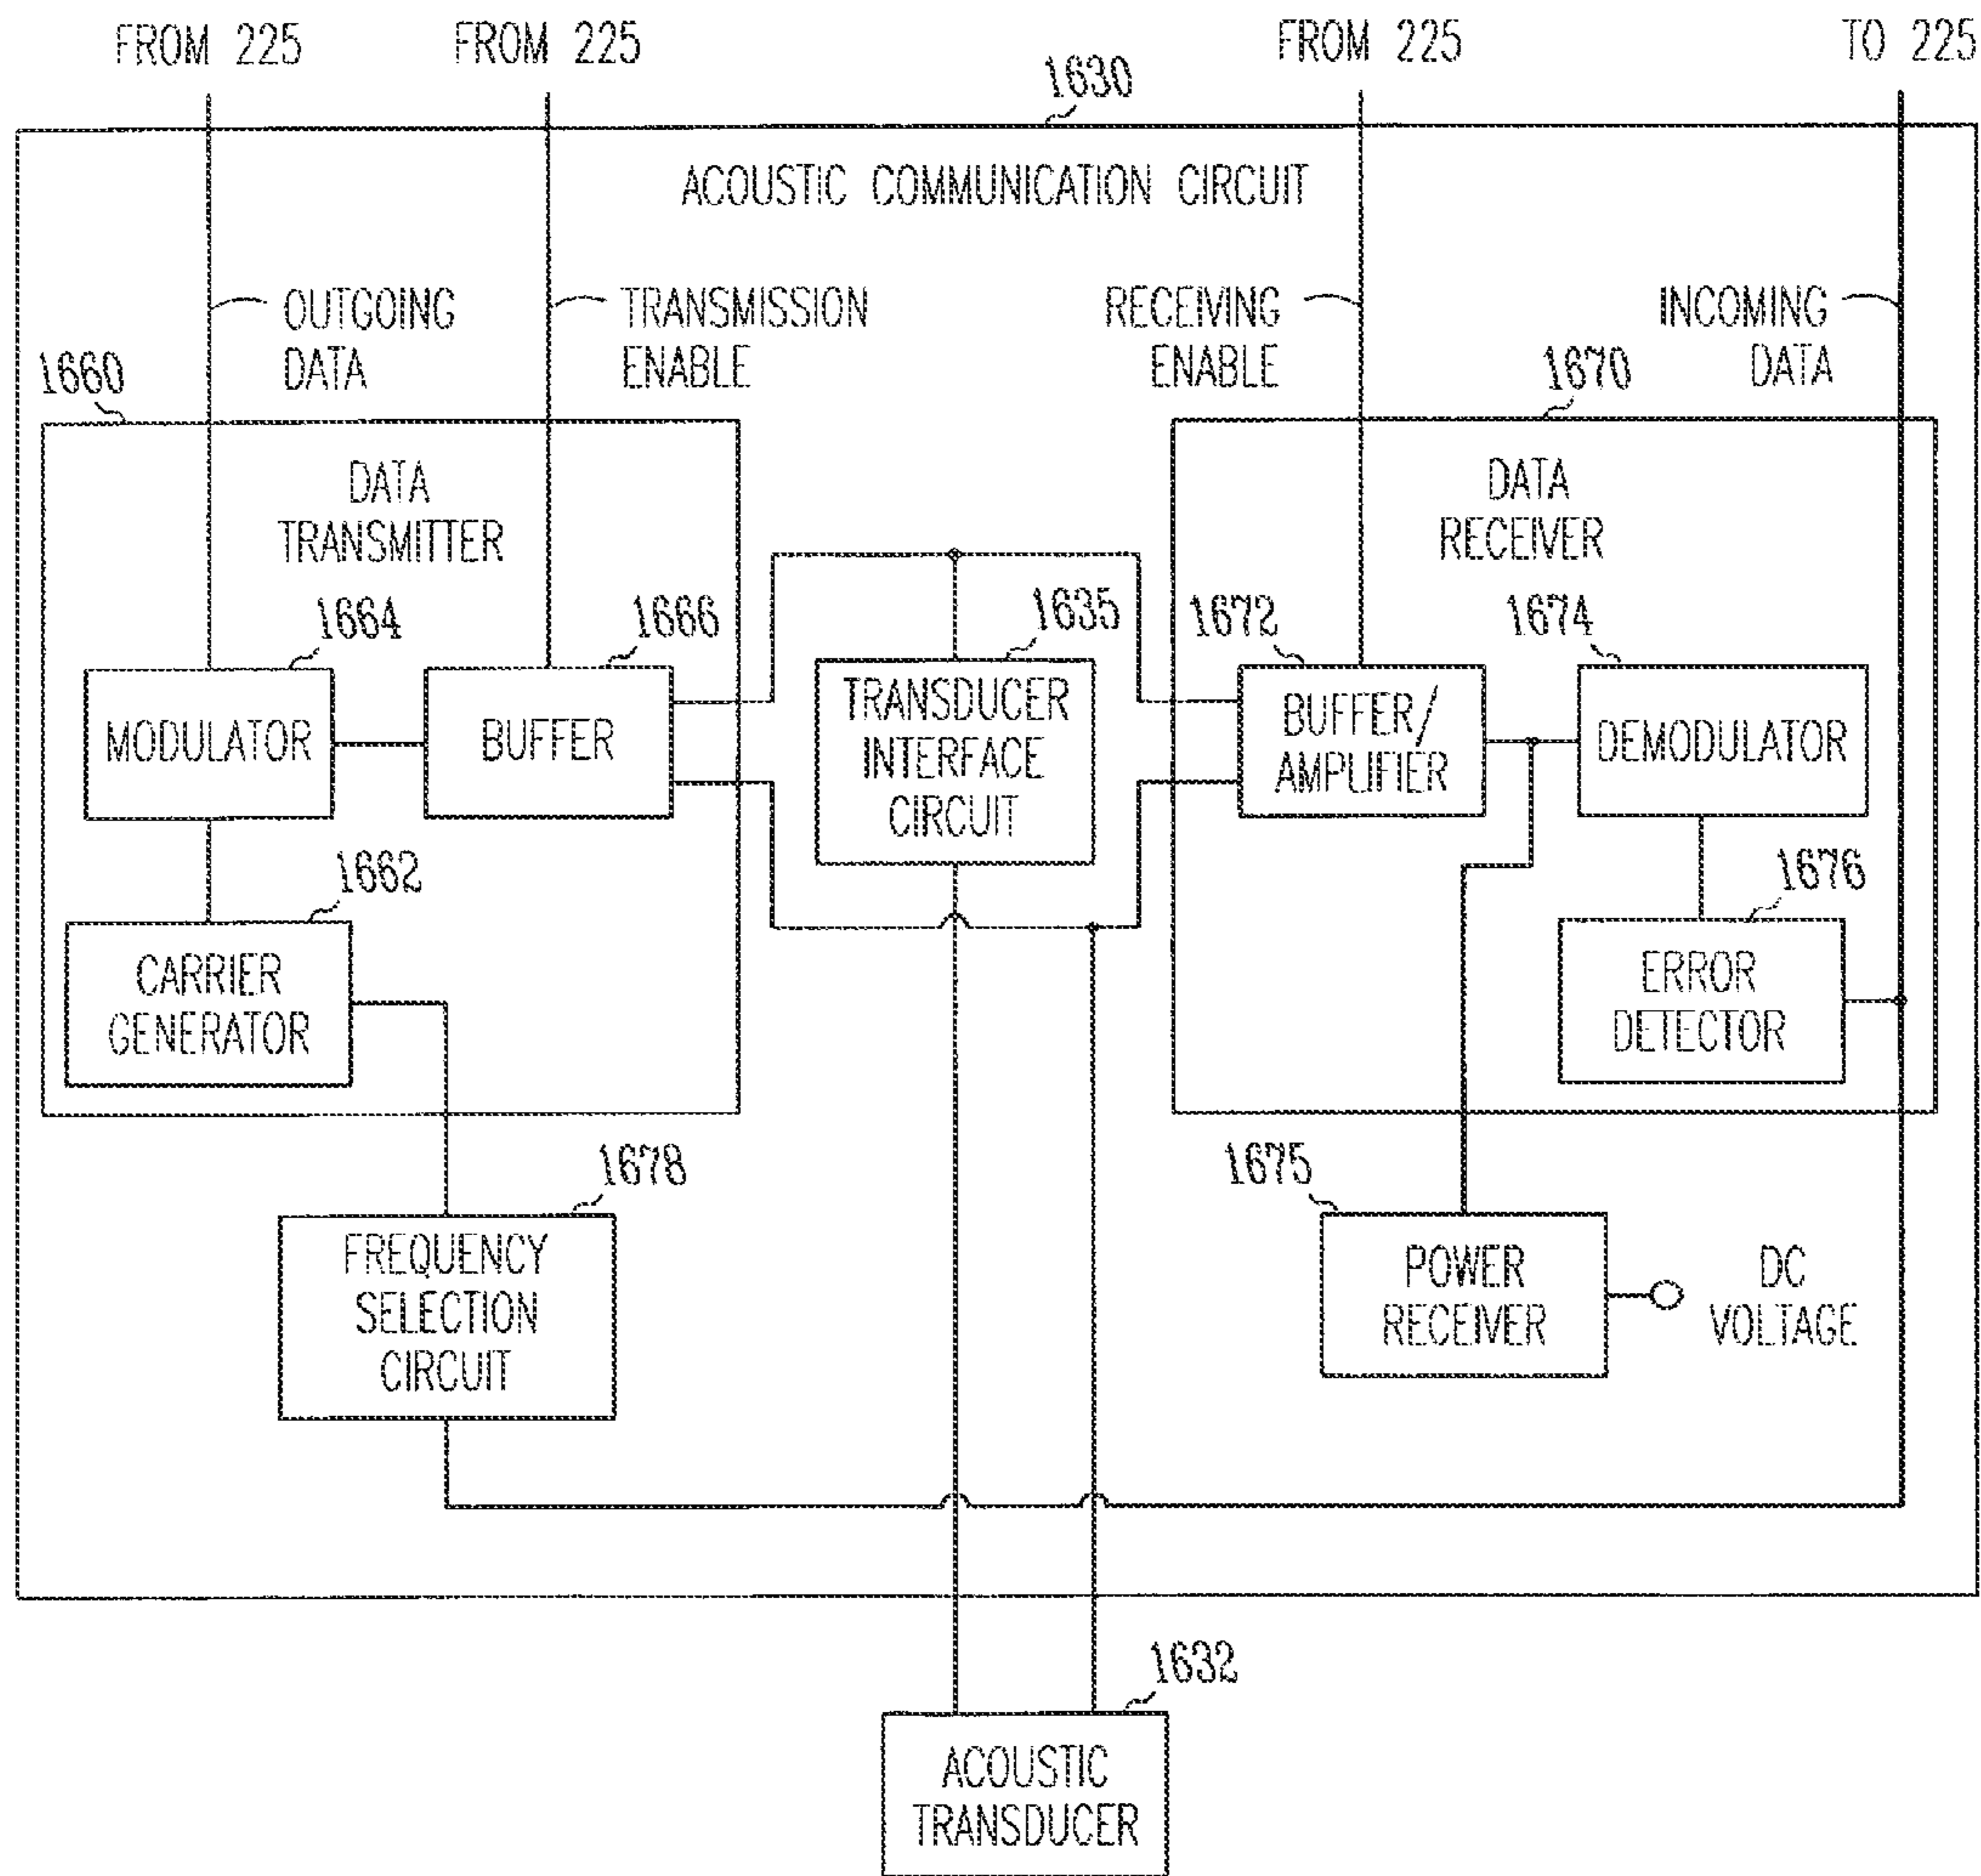 FROM 225
FROM 225
FROM 225
TO 225
1630
ACOUSTIC COMMUNICATION CIRCUIT
OUTGOING
DATA
TRANSMISSION
ENABLE
RECEIVING
ENABLE
INCOMING
DATA
1660
1670
DATA
TRANSMITTER
DATA
RECEIVER
1664
1666
1635
1672
1674
MODULATOR
BUFFER
TRANSDUCER
INTERFACE
CIRCUIT
BUFFER/
AMPLIFIER
DEMODULATOR
1662
1676
CARRIER
GENERATOR
ERROR
DETECTOR
1678
1675
FREQUENCY
SELECTION
CIRCUIT
POWER
RECEIVER
DC
VOLTAGE
1632
ACOUSTIC
TRANSDUCER